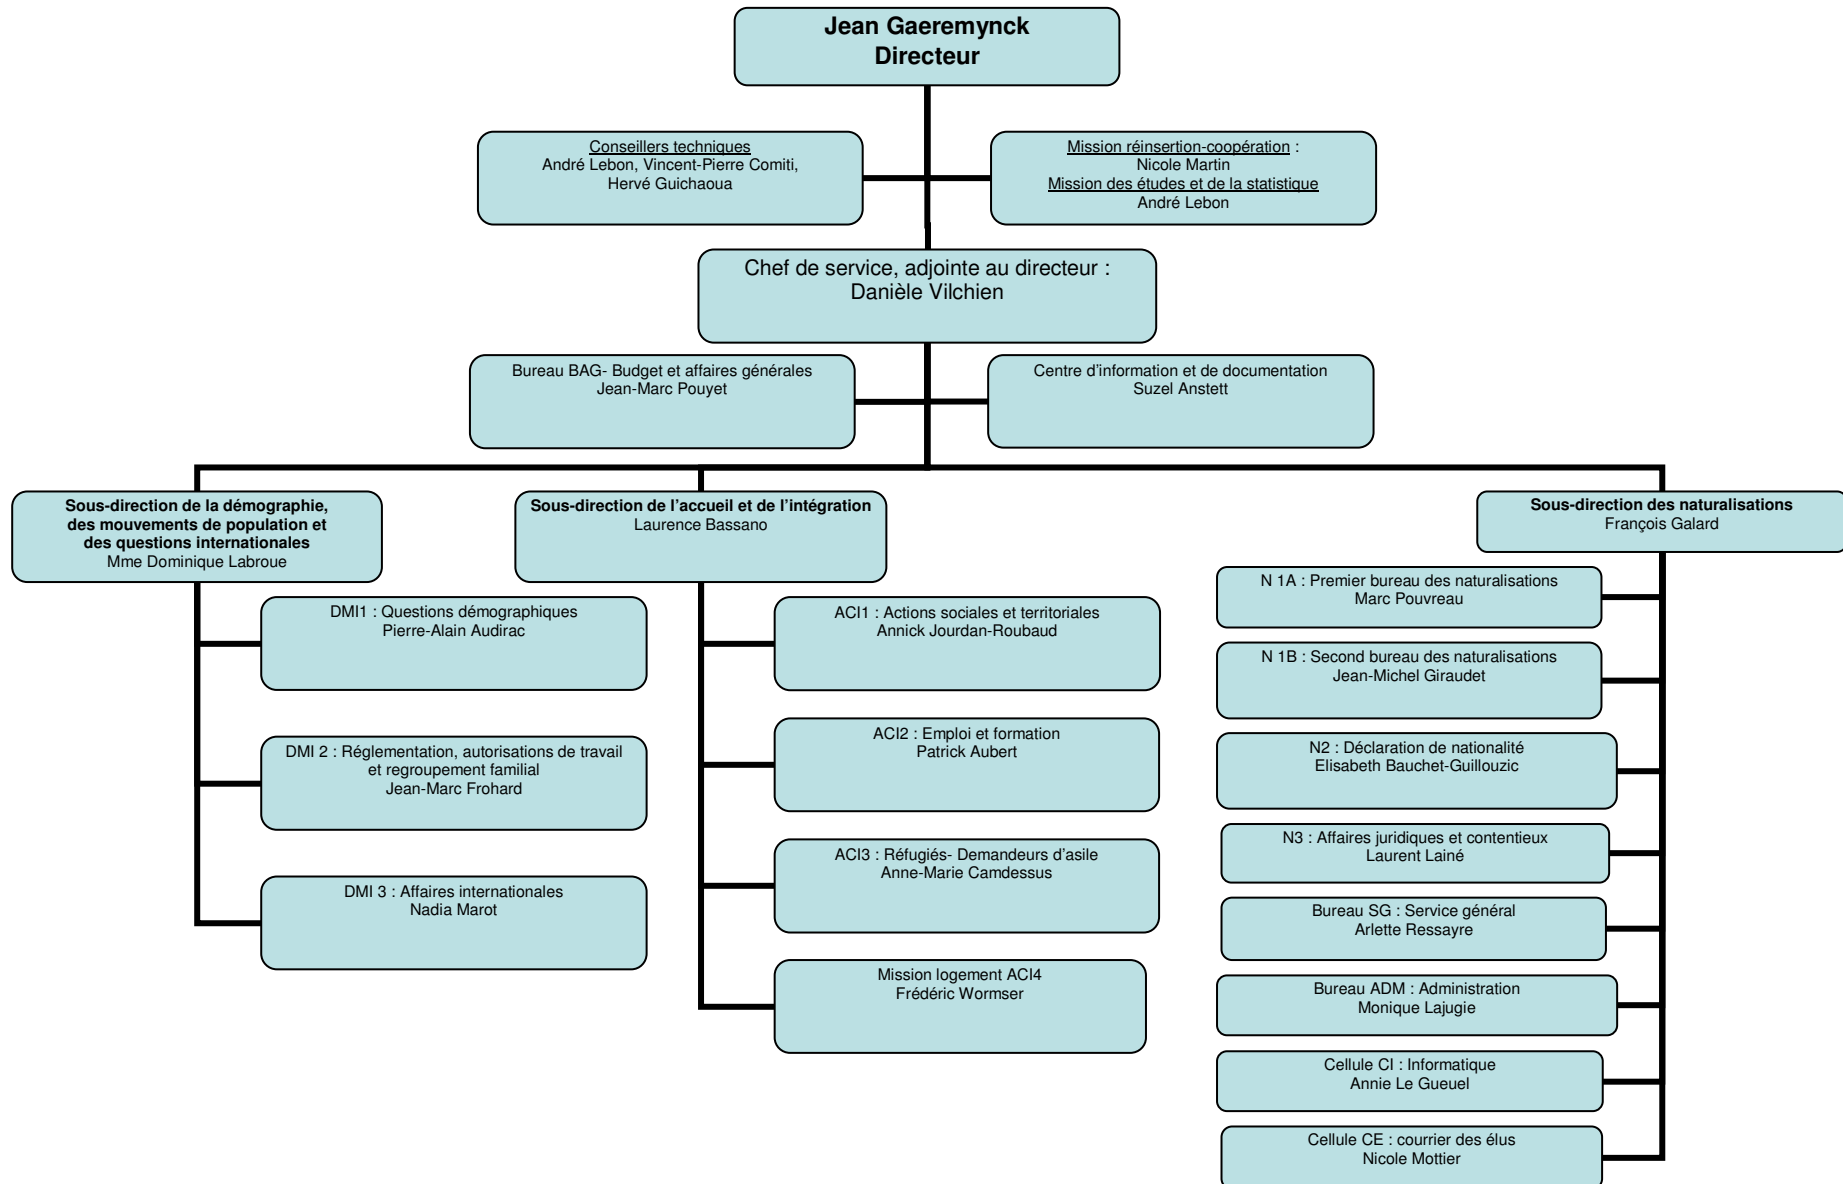 Jean Gaeremynck
Directeur
Conseillers techniques
André Lebon, Vincent-Pierre Comiti,
Hervé Guichaoua
Mission réinsertion-coopération :
Nicole Martin
Mission des études et de la statistique
André Lebon
Chef de service, adjointe au directeur :
Danièle Vilchien
Bureau BAG- Budget et affaires générales
Jean-Marc Pouyet
Centre d'information et de documentation
Suzel Anstett
Sous-direction de la démographie,
des mouvements de population et
des questions internationales
Mme Dominique Labroue
DMI1 : Questions démographiques
Pierre-Alain Audirac
DMI 2 : Réglementation, autorisations de travail
et regroupement familial
Jean-Marc Frohard
DMI 3 : Affaires internationales
Nadia Marot
Sous-direction de l'accueil et de l'intégration
Laurence Bassano
ACI1 : Actions sociales et territoriales
Annick Jourdan-Roubaud
ACI2 : Emploi et formation
Patrick Aubert
ACI3 : Réfugiés- Demandeurs d'asile
Anne-Marie Camdessus
Mission logement ACI4
Frédéric Wormser
Sous-direction des naturalisations
François Galard
N 1A : Premier bureau des naturalisations
Marc Pouvreau
N 1B : Second bureau des naturalisations
Jean-Michel Giraudet
N2 : Déclaration de nationalité
Elisabeth Bauchet-Guillouzic
N3 : Affaires juridiques et contentieux
Laurent Lainé
Bureau SG : Service général
Arlette Ressayre
Bureau ADM : Administration
Monique Lajugie
Cellule CI : Informatique
Annie Le Gueuel
Cellule CE : courrier des élus
Nicole Mottier